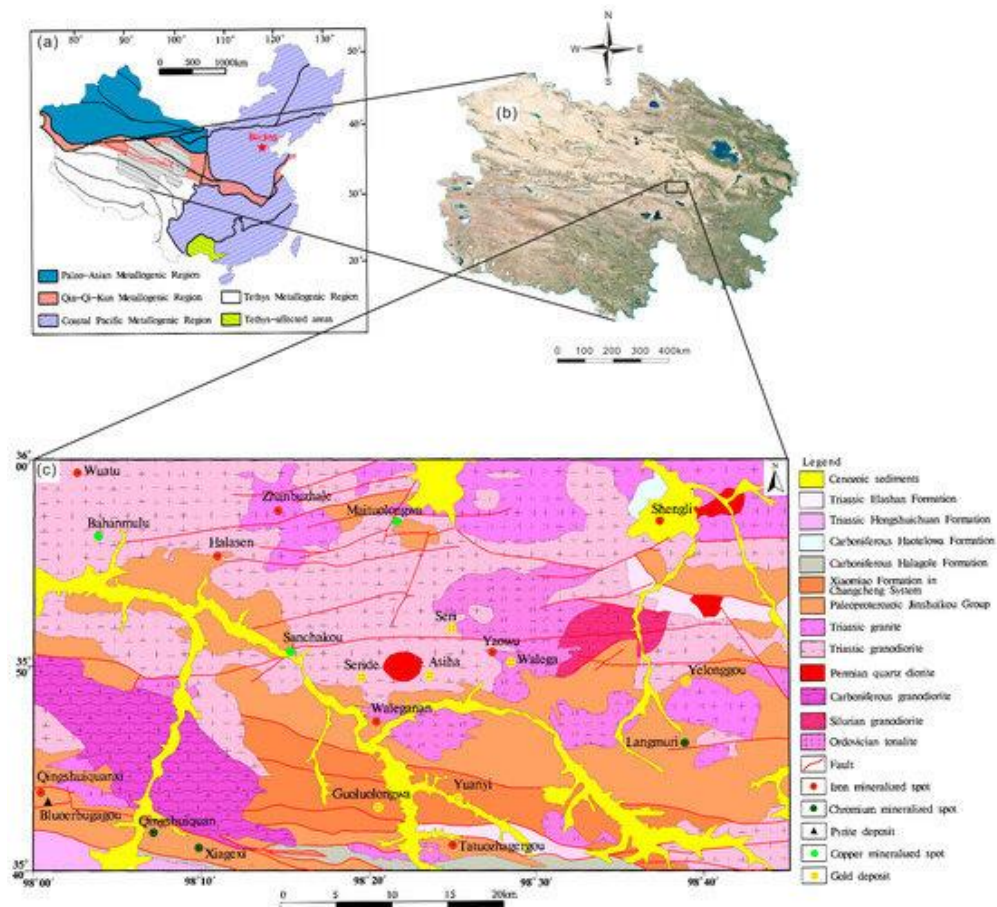 (a)
80° 90° 100° 110° 120° 130°
0 500 1000km
50°
40°
30°
20°
Beijing
Paleo-Asian Metallogenic Region
Qin-Qi-Kun Metallogenic Region
Tethys Metallogenic Region
Coastal Pacific Metallogenic Region
Tethys-affected areas
N
W E
S
(b)
0 100 200 300 400km
36°
00'
(c)
Wuatu
Zhanbuzhale
Maituolongwa
Shengli
Bahanmulu
Halasen
Seri
Sanchakou
Yzowu
Walega
35°
50'
Senide
Asiha
Yelonggou
Waleganan
Langmuri
Qingshuiquanxi
Yuanyi
Bluoerbugagou
Guoluolongwa
Qingshuiquan
Xiagexi
Tatuozhagergou
35°
40'
98°00' 98°10' 98°20' 98°30' 98°40'
0 5 10 15 20km
N
Legend
Cenozoic sediments
Triassic Elashan Formation
Triassic Hongshuichuan Formation
Carboniferous Haotelowa Formation
Carboniferous Halagole Formation
Xiaomiao Formation in
Changcheng System
Paleoproterozoic Jinshuikou Group
Triassic granite
Triassic granodiorite
Permian quartz diorite
Carboniferous granodiorite
Silurian granodiorite
Ordovician tonalite
Fault
Iron mineralized spot
Chromium mineralized spot
Pyrite deposit
Copper mineralized spot
Gold deposit